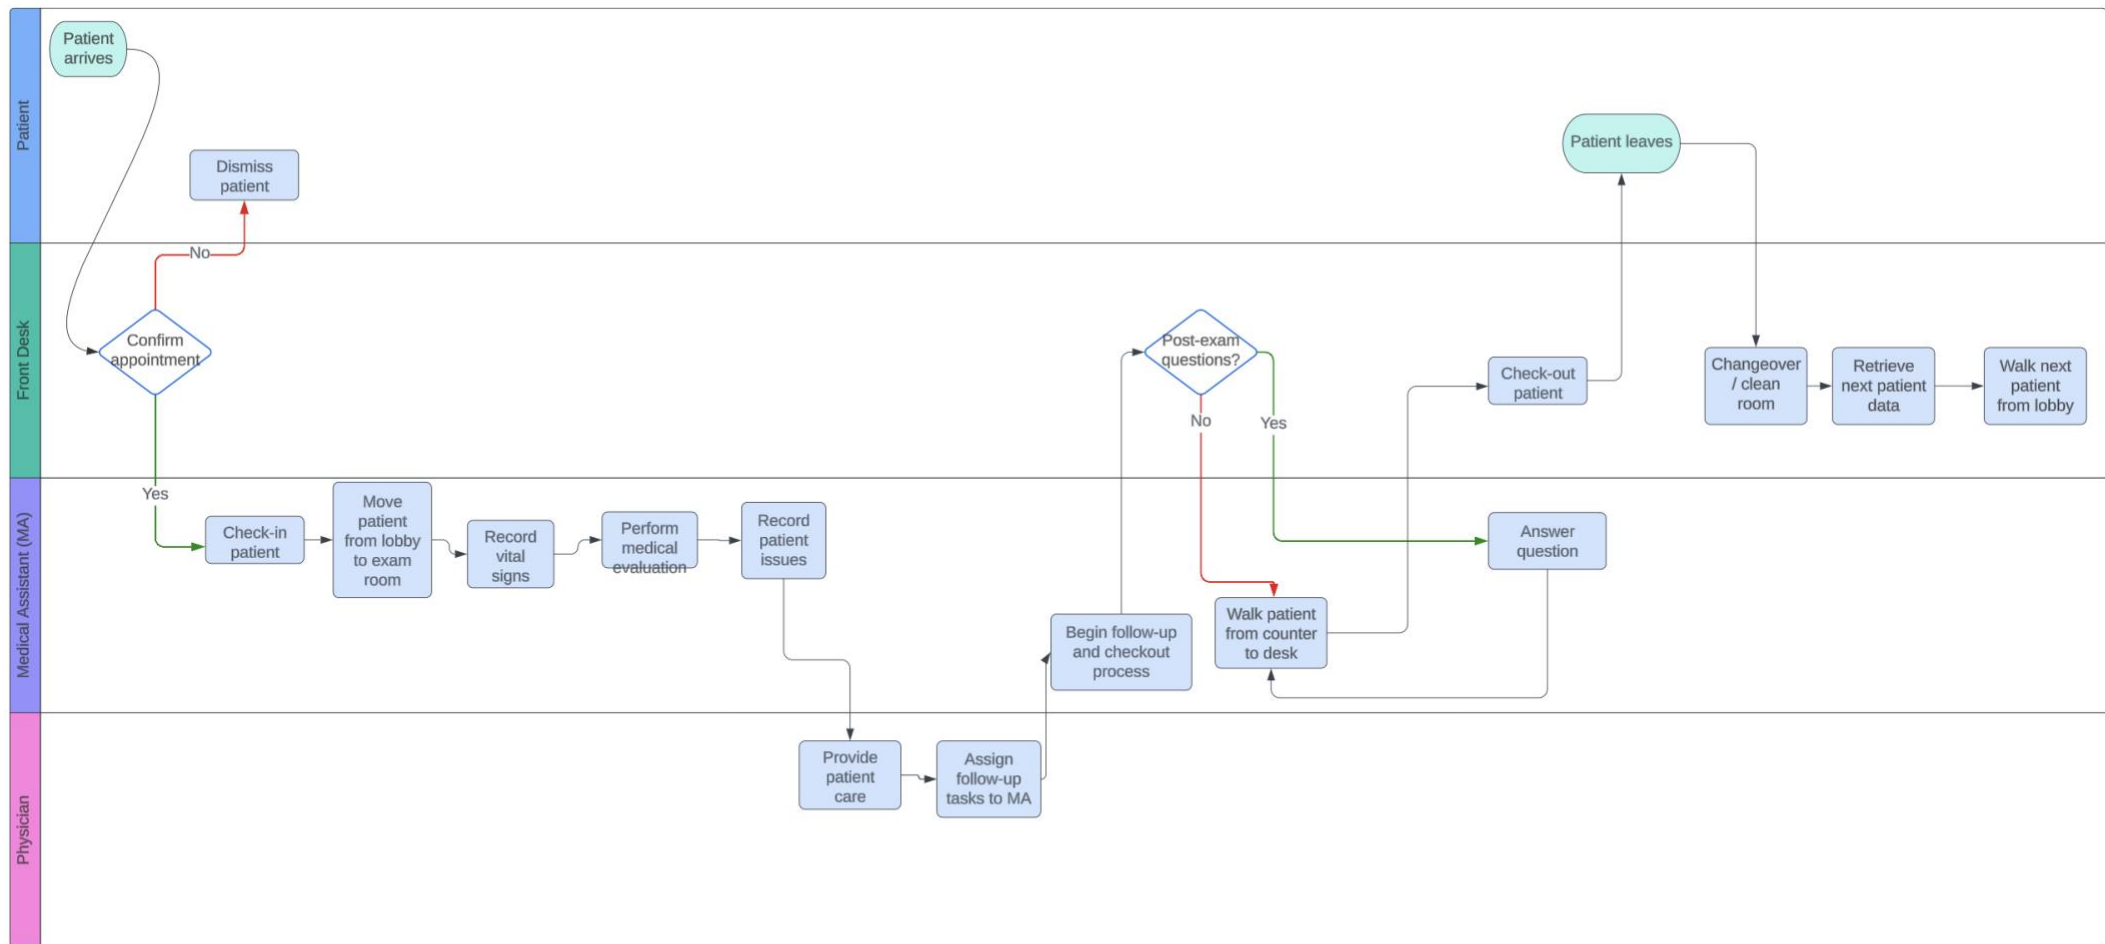 Patient
Patient
arrives
Dismiss
patient
Patient leaves
No
Front Desk
Confirm
appointment
Post-exam
questions?
No
Yes
Check-out
patient
Changeover
/ clean
room
Retrieve
next patient
data
Walk next
patient
from lobby
Medical Assistant (MA)
Yes
Check-in
patient
Move
patient
from lobby
to exam
room
Record
vital
signs
Perform
medical
evaluation
Record
patient
issues
Begin follow-up
and checkout
process
Walk patient
from counter
to desk
Answer
question
Physician
Provide
patient
care
Assign
follow-up
tasks to MA